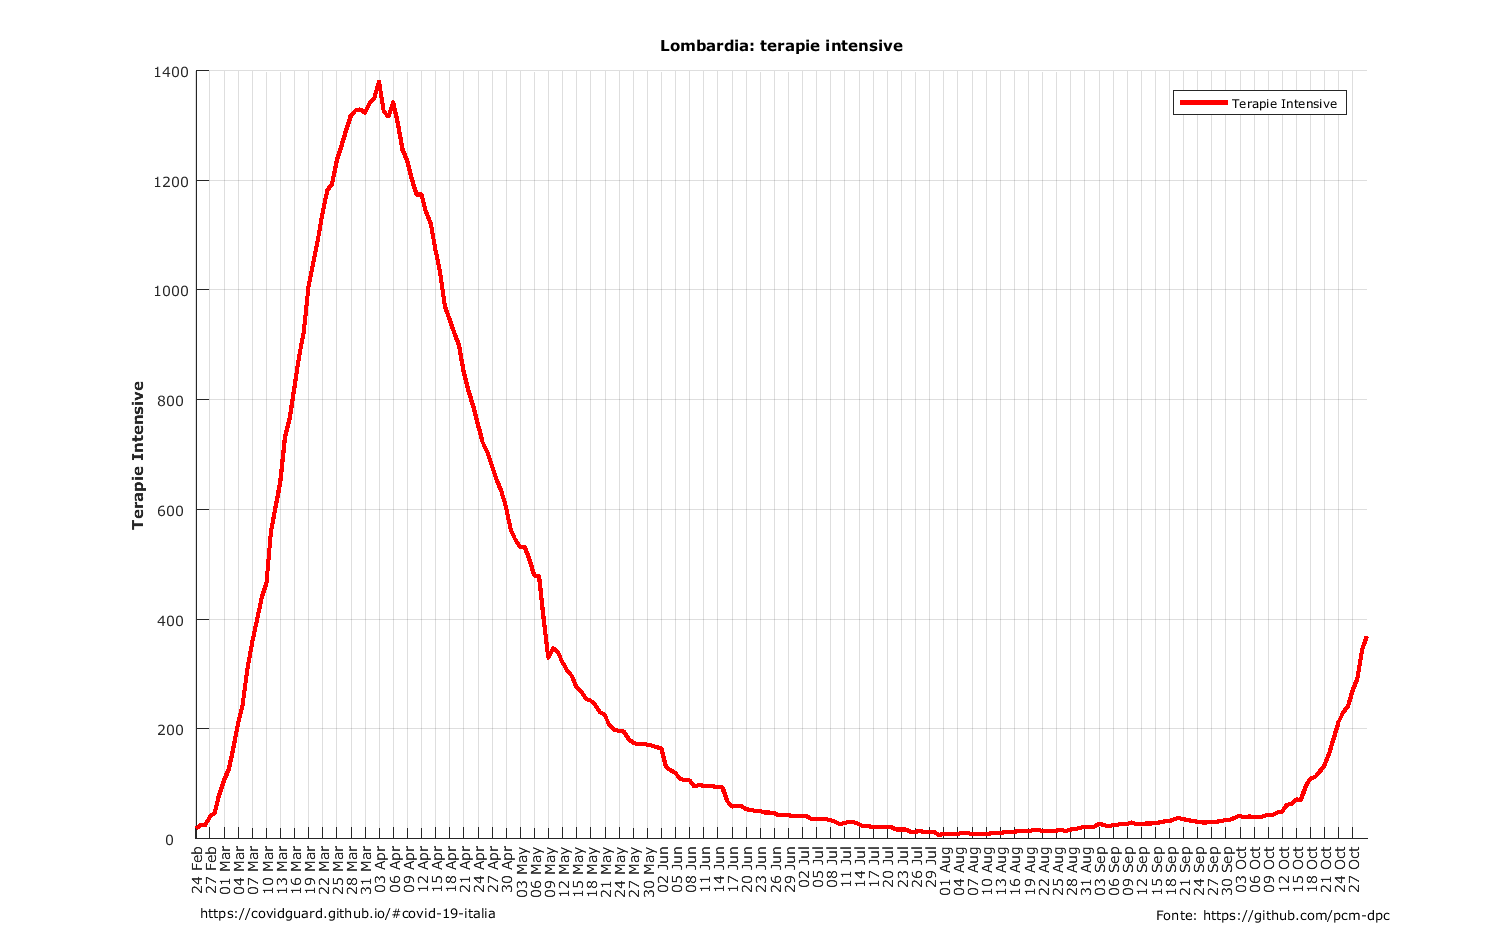 Lombardia: terapie intensive
Terapie Intensive
Terapie Intensive
1400
1200
1000
800
600
400
200
0
24 Feb
27 Feb
01 Mar
04 Mar
07 Mar
10 Mar
13 Mar
16 Mar
19 Mar
22 Mar
25 Mar
28 Mar
31 Mar
03 Apr
06 Apr
09 Apr
12 Apr
15 Apr
18 Apr
21 Apr
24 Apr
27 Apr
30 Apr
03 May
06 May
09 May
12 May
15 May
18 May
21 May
24 May
27 May
30 May
02 Jun
05 Jun
08 Jun
11 Jun
14 Jun
17 Jun
20 Jun
23 Jun
26 Jun
29 Jun
02 Jul
05 Jul
08 Jul
11 Jul
14 Jul
17 Jul
20 Jul
23 Jul
26 Jul
29 Jul
01 Aug
04 Aug
07 Aug
10 Aug
13 Aug
16 Aug
19 Aug
22 Aug
25 Aug
28 Aug
31 Aug
03 Sep
06 Sep
09 Sep
12 Sep
15 Sep
18 Sep
21 Sep
24 Sep
27 Sep
30 Sep
03 Oct
06 Oct
09 Oct
12 Oct
15 Oct
18 Oct
21 Oct
24 Oct
27 Oct
https://covidguard.github.io/#covid-19-italia
Fonte: https://github.com/pcm-dpc